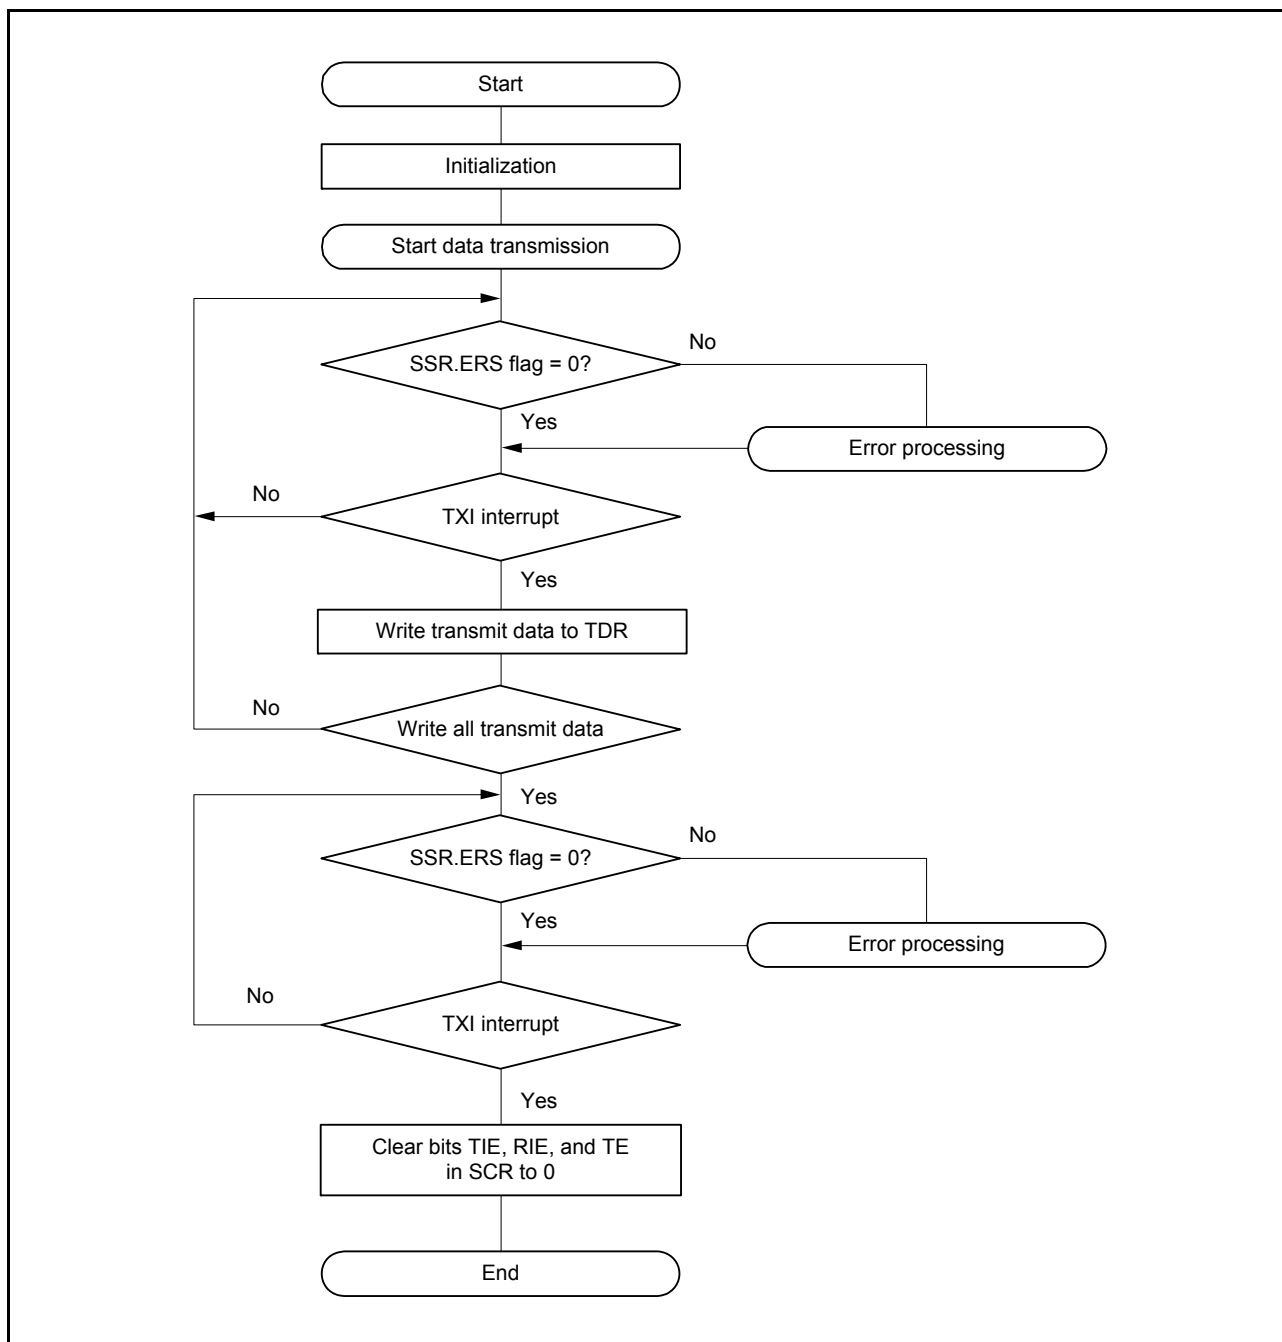 Start
Initialization
Start data transmission
SSR.ERS flag = 0?
No
Yes
Error processing
No
TXI interrupt
Yes
Write transmit data to TDR
No
Write all transmit data
Yes
SSR.ERS flag = 0?
No
Yes
Error processing
No
TXI interrupt
Yes
Clear bits TIE, RIE, and TE
in SCR to 0
End